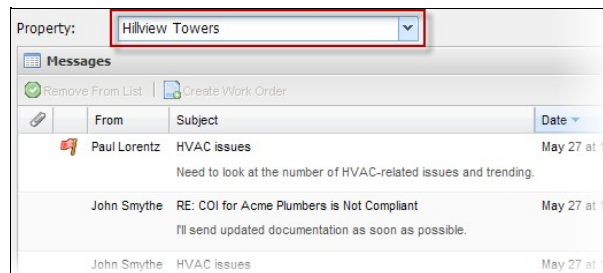 Property: Hillview Towers
Messages
Remove From List Create Work Order
From Subject Date
Paul Lorentz HVAC issues May 27 at
Need to look at the number of HVAC-related issues and trending.
John Smythe RE: COI for Acme Plumbers is Not Compliant May 27 at
I'll send updated documentation as soon as possible.
John Smythe HVAC issues May 27 at